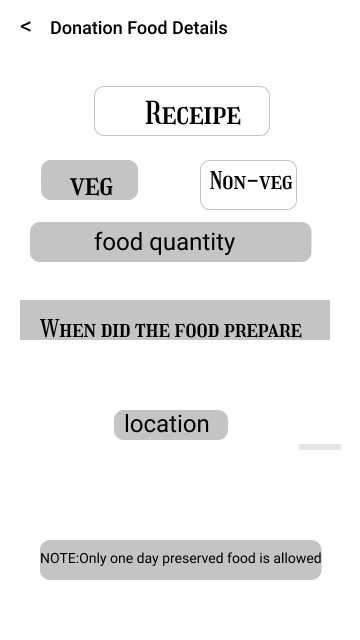 < Donation Food Details
Receipe
veg
Non-veg
food quantity
When did the food prepare
location
NOTE:Only one day preserved food is allowed